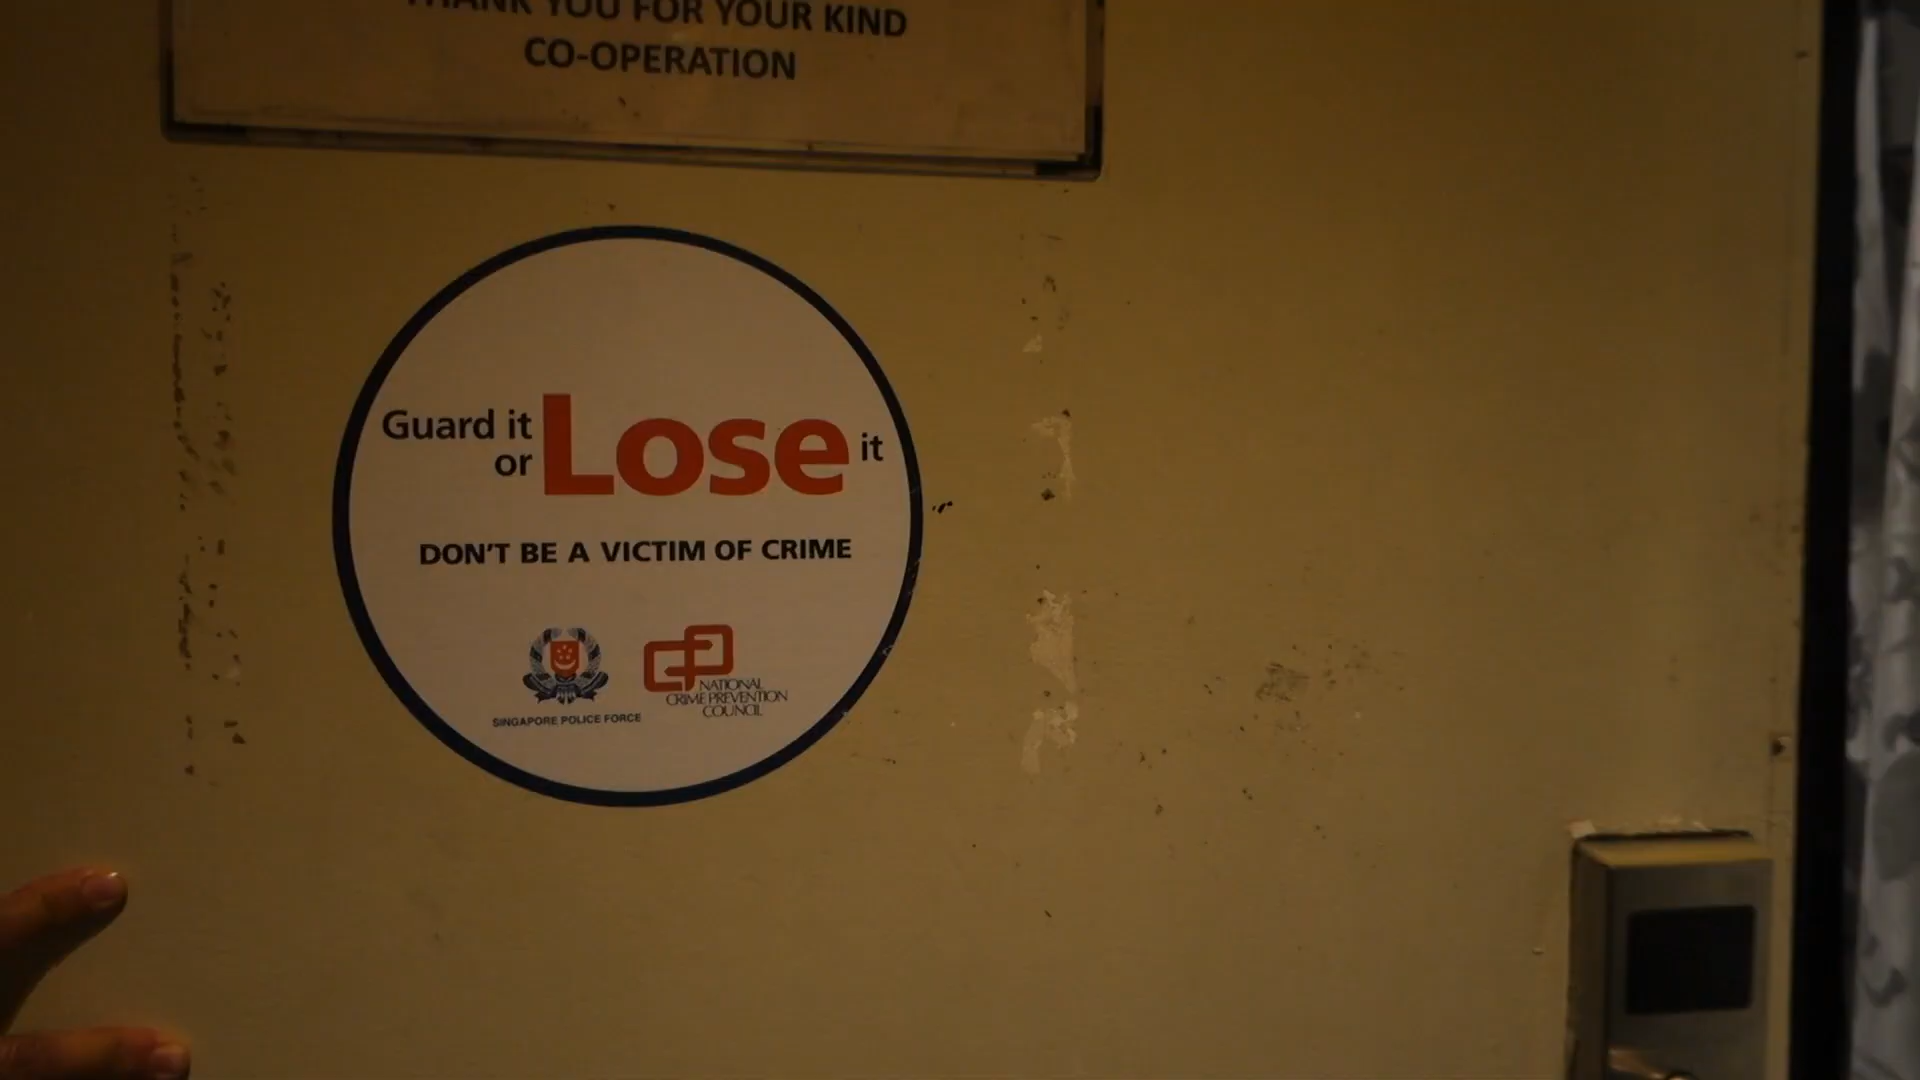 THANK YOU FOR YOUR KIND
CO-OPERATION
Guard it
or Lose it
DON'T BE A VICTIM OF CRIME
SINGAPORE POLICE FORCE
NATIONAL
CRIME PREVENTION
COUNCIL